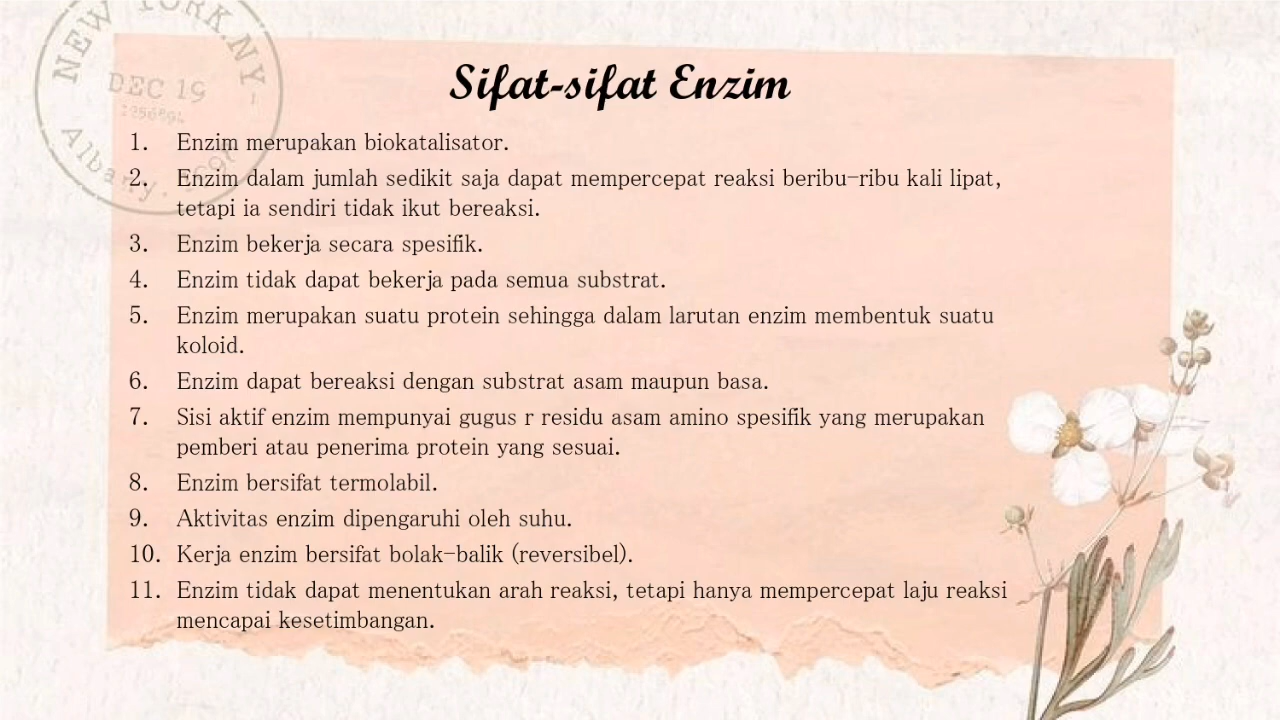 NEW YORK.NY-
DEC 19
Albany.
Sifat-sifat Enzim
1. Enzim merupakan biokatalisator.
2. Enzim dalam jumlah sedikit saja dapat mempercepat reaksi beribu-ribu kali lipat,
tetapi ia sendiri tidak ikut bereaksi.
3. Enzim bekerja secara spesifik.
4. Enzim tidak dapat bekerja pada semua substrat.
5. Enzim merupakan suatu protein sehingga dalam larutan enzim membentuk suatu
koloid.
6. Enzim dapat bereaksi dengan substrat asam maupun basa.
7. Sisi aktif enzim mempunyai gugus r residu asam amino spesifik yang merupakan
pemberi atau penerima protein yang sesuai.
8. Enzim bersifat termolabil.
9. Aktivitas enzim dipengaruhi oleh suhu.
10. Kerja enzim bersifat bolak-balik (reversibel).
11. Enzim tidak dapat menentukan arah reaksi, tetapi hanya mempercepat laju reaksi
mencapai kesetimbangan.